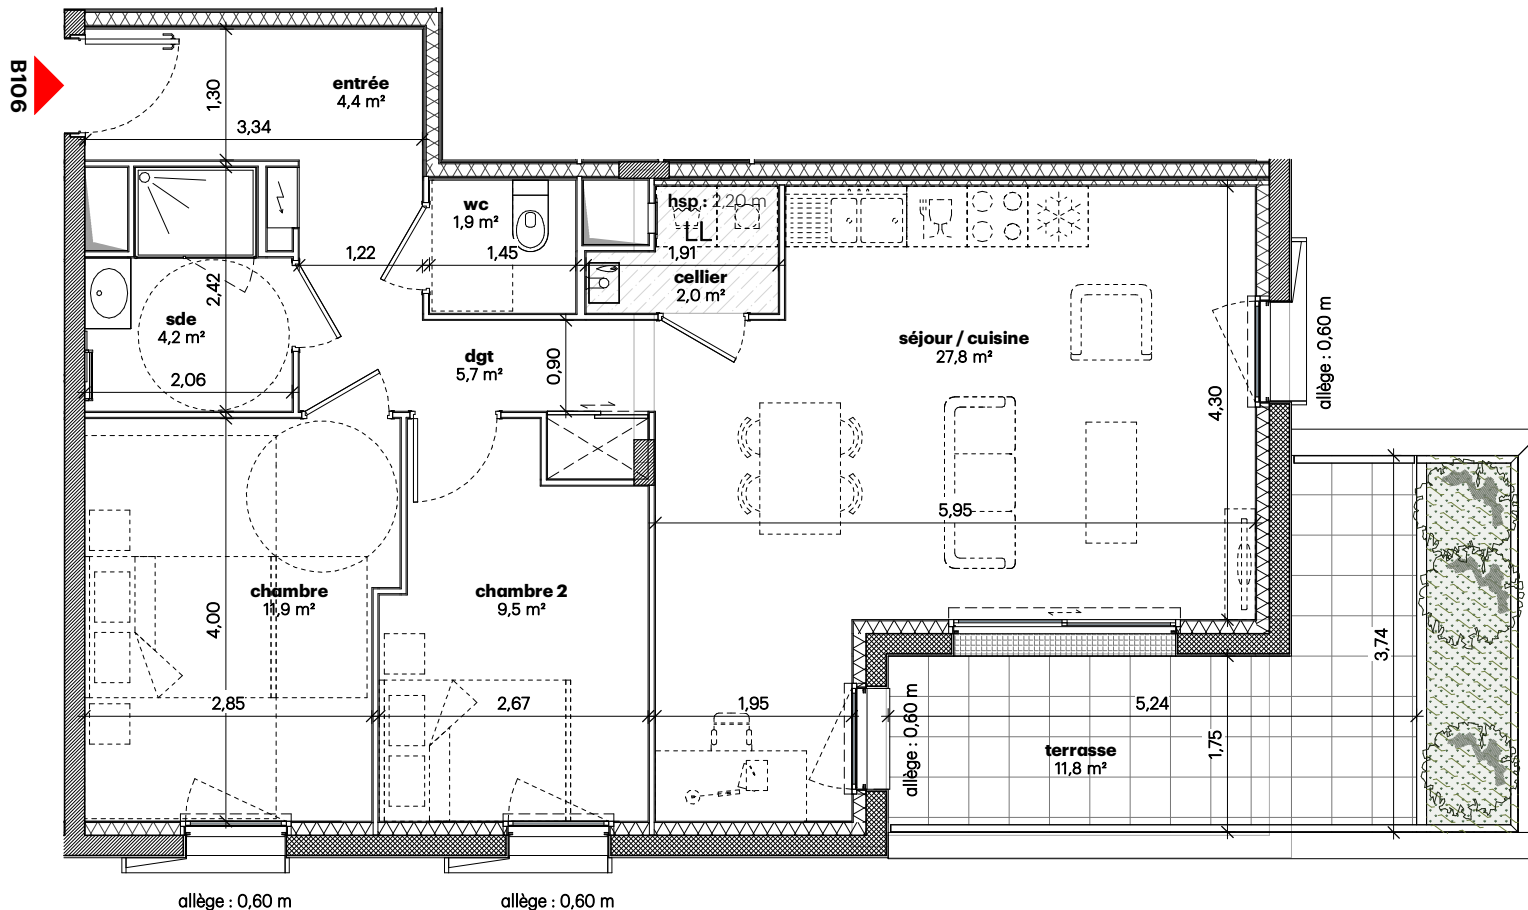 B106
entrée
4,4 m²
1,30
3,34
wc
1,9 m²
hsp : 2,20 m
LL
1,22
1,45
1,91
cellier
2,0 m²
2,42
sde
4,2 m²
2,06
dgt
5,7 m²
0,90
séjour / cuisine
27,8 m²
4,30
allège : 0,60 m
5,95
chambre
11,9 m²
4,00
chambre 2
9,5 m²
2,85
2,67
1,95
allège : 0,60 m
5,24
3,74
1,75
terrasse
11,8 m²
allège : 0,60 m
allège : 0,60 m